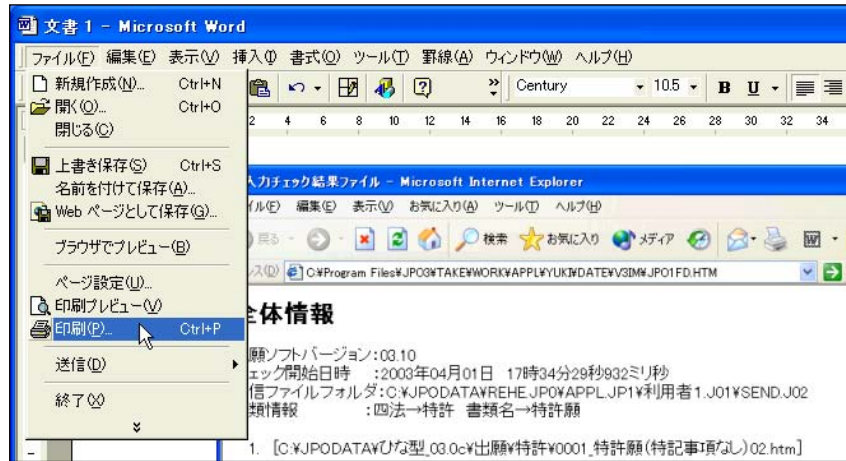 文書 1 - Microsoft Word
ファイル(F) 編集(E) 表示(V) 挿入(I) 書式(O) ツール(T) 罫線(A) ウィンドウ(W) ヘルプ(H)
Century 10.5 B U
2 4 6 8 10 12 14 16 18 20 22 24 26 28 30 32 34
新規作成(N)... Ctrl+N
開く(O)... Ctrl+O
閉じる(C)
上書き保存(S) Ctrl+S
名前を付けて保存(A)...
Web ページとして保存(G)...
ブラウザでプレビュー(B)
ページ設定(U)...
印刷プレビュー(V)
印刷(P)... Ctrl+P
送信(D)
終了(X)
入力チェック結果ファイル - Microsoft Internet Explorer
イル(F) 編集(E) 表示(V) お気に入り(A) ツール(T) ヘルプ(H)
戻る 検索 お気に入り メディア
レス(D) C:¥Program Files¥JPO3¥TAKE¥WORK¥APPL¥YUKI¥DATE¥V3IM¥JPO1FD.HTM
全体情報
願ソフトバージョン:03.10
ェック開始日時 :2003年04月01日 17時34分29秒932ミリ秒
信ファイルフォルダ:C:¥JPODATA¥REHE.JP0¥APPL.JP1¥利用者1.J01¥SEND.J02
類情報 :四法→特許 書類名→特許願
1. [C:¥JPODATA¥ひな型_03.0c¥出願¥特許¥0001_特許願(特記事項なし)02.htm]